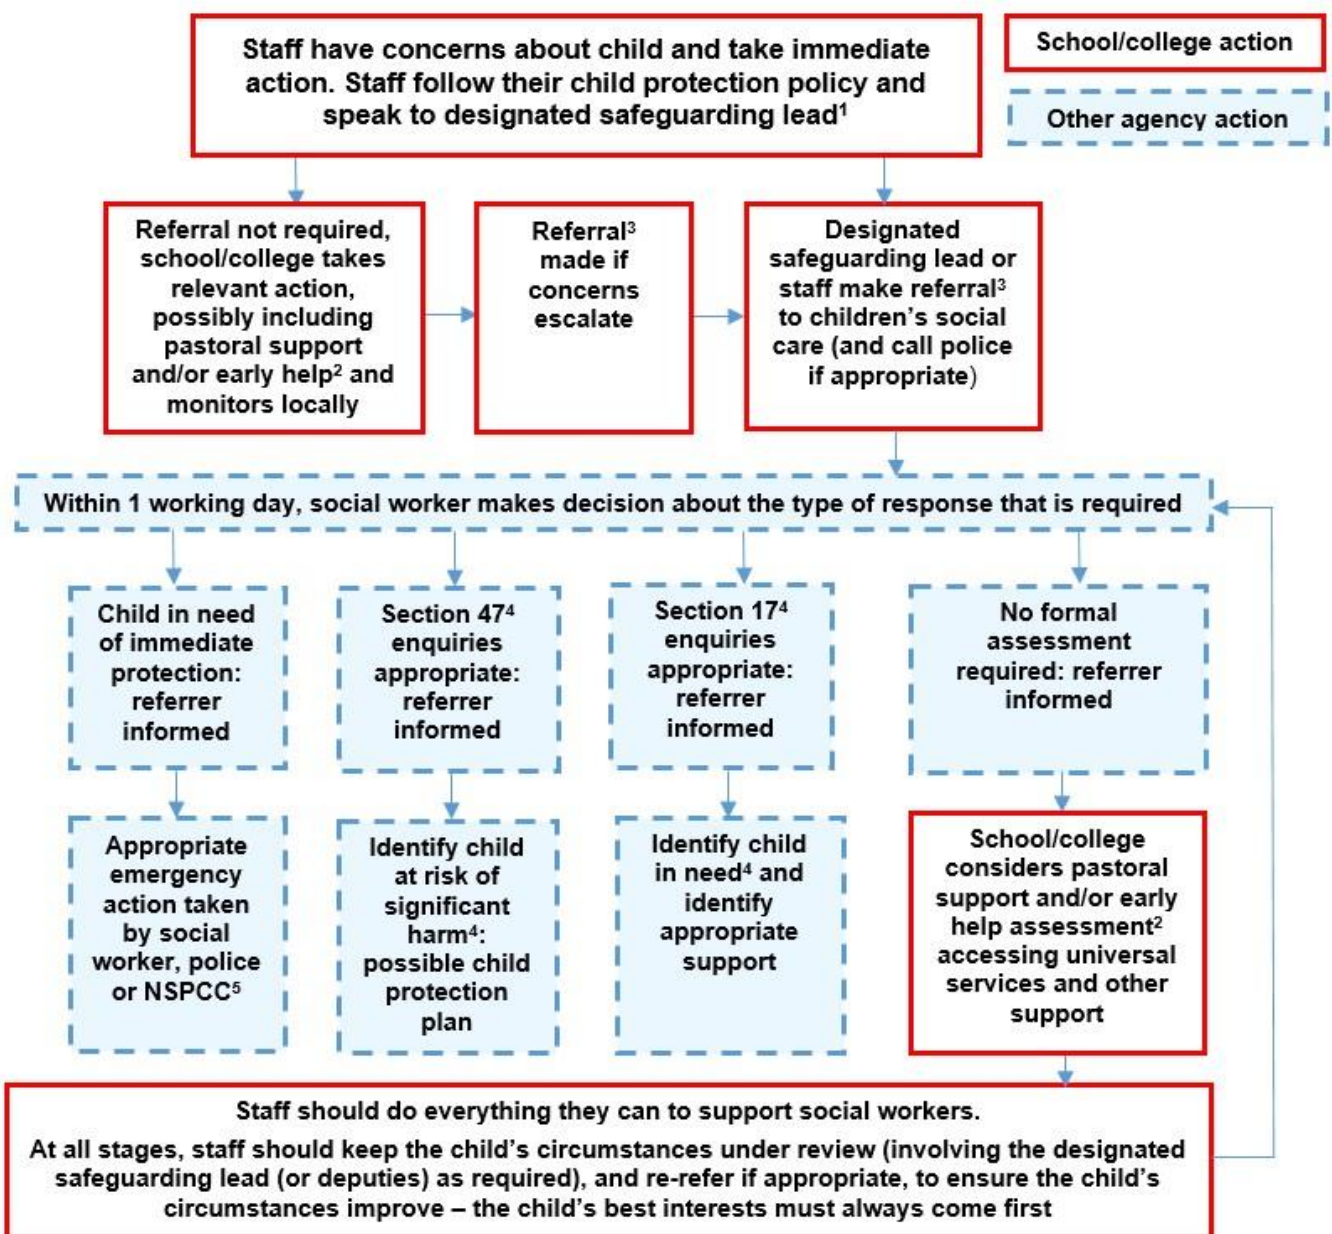 Staff have concerns about child and take immediate
action. Staff follow their child protection policy and
speak to designated safeguarding lead¹
School/college action
Other agency action
Referral not required,
school/college takes
relevant action,
possibly including
pastoral support
and/or early help² and
monitors locally
Referral³
made if
concerns
escalate
Designated
safeguarding lead or
staff make referral³
to children’s social
care (and call police
if appropriate)
Within 1 working day, social worker makes decision about the type of response that is required
Child in need
of immediate
protection:
referrer
informed
Section 47⁴
enquiries
appropriate:
referrer
informed
Section 17⁴
enquiries
appropriate:
referrer
informed
No formal
assessment
required: referrer
informed
Appropriate
emergency
action taken
by social
worker, police
or NSPCC⁵
Identify child
at risk of
significant
harm⁴:
possible child
protection
plan
Identify child
in need⁴ and
identify
appropriate
support
School/college
considers pastoral
support and/or early
help assessment²
accessing universal
services and other
support
Staff should do everything they can to support social workers.
At all stages, staff should keep the child’s circumstances under review (involving the designated
safeguarding lead (or deputies) as required), and re-refer if appropriate, to ensure the child’s
circumstances improve – the child’s best interests must always come first